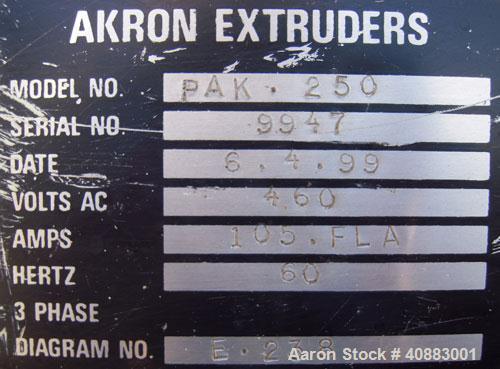 AKRON EXTRUDERS
MODEL NO. PAK · 250
SERIAL NO. 9947
DATE 6.4.99
VOLTS AC 460
AMPS 105.FLA
HERTZ 60
3 PHASE
DIAGRAM NO. E-238
Aaron Stock # 40883001